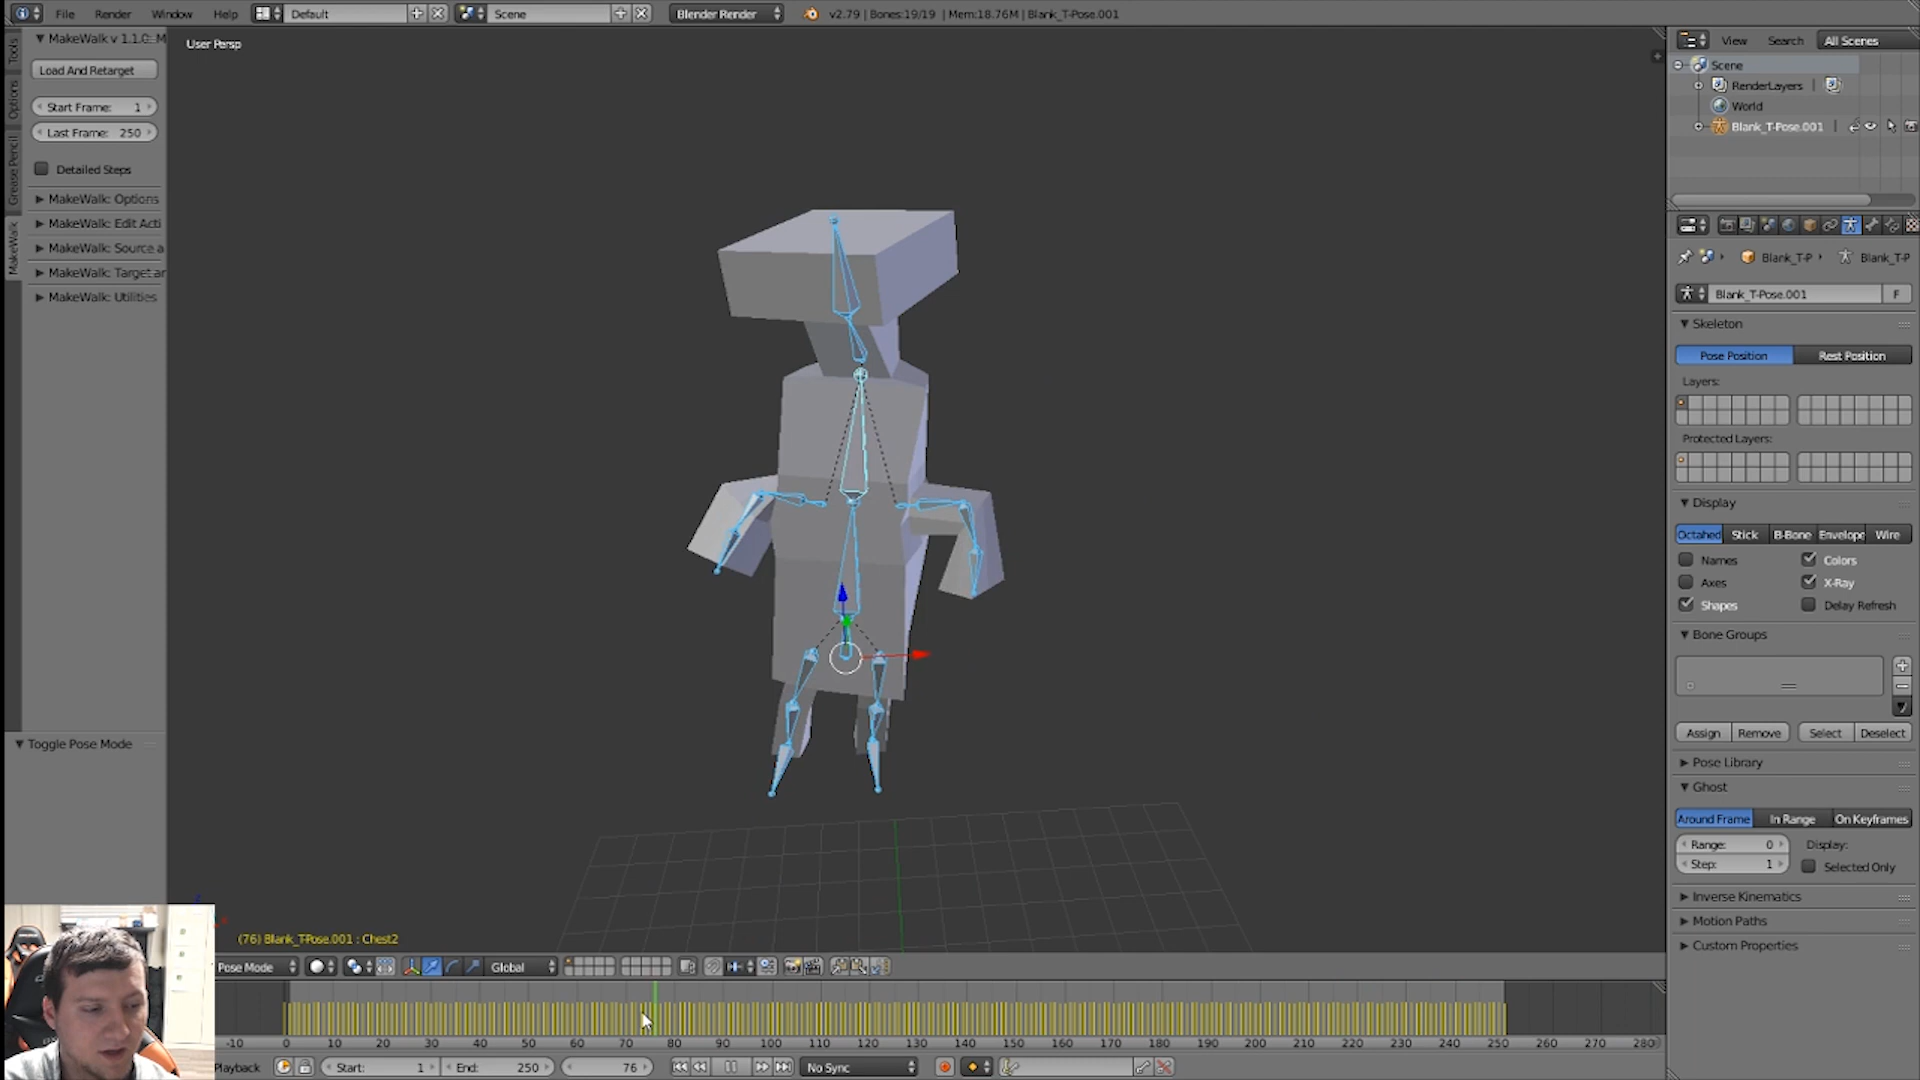 File Render Window Help Default Scene Blender Render v2.79 | Bones:19/19 | Mem:18.76M | Blank_T-Pose.001
Tools
Options
Grease Pencil
MakeWalk
MakeWalk v 1.1.0: M
Load And Retarget
Start Frame: 1
Last Frame: 250
Detailed Steps
MakeWalk: Options
MakeWalk: Edit Acti
MakeWalk: Source a
MakeWalk: Target ar
MakeWalk: Utilities
Toggle Pose Mode
User Persp
(76) Blank_T-Pose.001 : Chest2
Pose Mode Global
-10 0 10 20 30 40 50 60 70 80 90 100 110 120 130 140 150 160 170 180 190 200 210 220 230 240 250 260 270 280
Playback Start: 1 End: 250 76 No Sync
View Search All Scenes
Scene
RenderLayers
World
Blank_T-Pose.001
Blank_T-P Blank_T-P
Blank_T-Pose.001 F
Skeleton
Pose Position Rest Position
Layers:
Protected Layers:
Display
Octahed Stick B-Bone Envelope Wire
Names Colors
Axes X-Ray
Shapes Delay Refresh
Bone Groups
Assign Remove Select Deselect
Pose Library
Ghost
Around Frame In Range On Keyframes
Range: 0 Display:
Step: 1 Selected Only
Inverse Kinematics
Motion Paths
Custom Properties